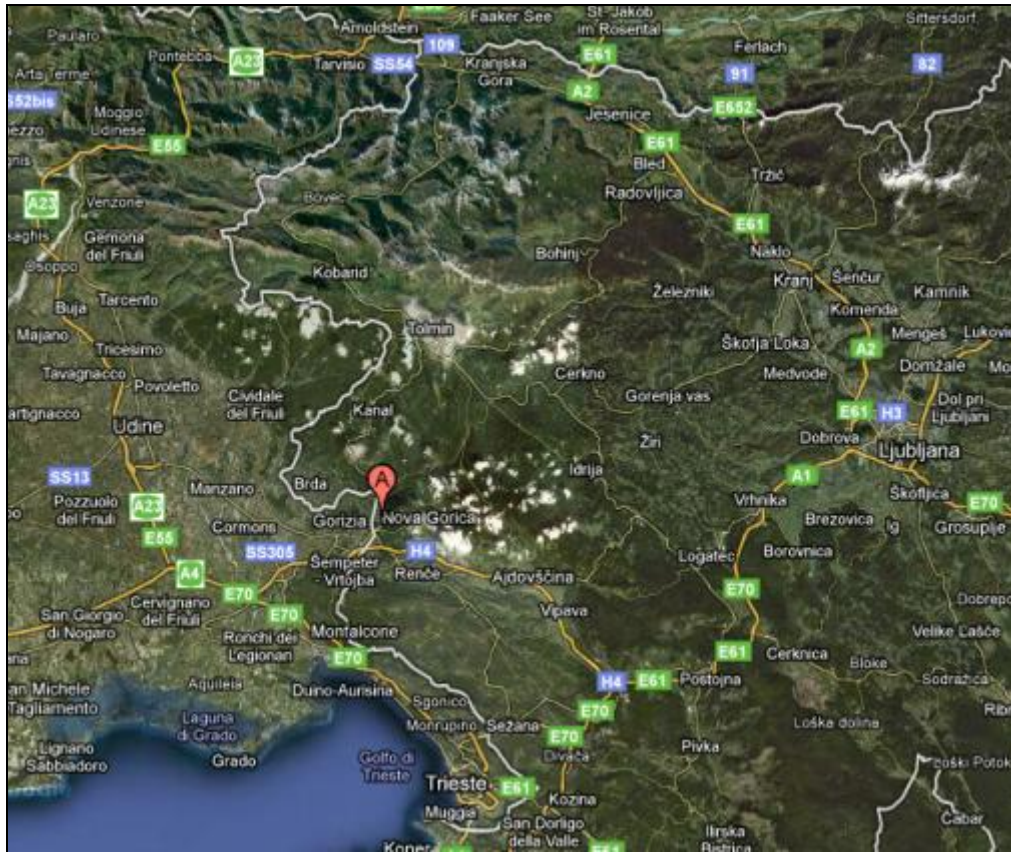 Paularo
Arnoldstein
Faaker See
St. Jakob
im Rosental
Sittersdorf
Pontebba
A23
Tarvisio
SS54
109
Kranjska
Gora
E61
Ferlach
91
82
Arta Terme
S52bis
A2
E652
Moggio
Udinese
Jesenice
E55
E61
Bled
Tržič
Radovljica
A23
Venzone
Bovec
E61
Gemona
del Friuli
Osoppo
Bohinj
Naklo
Kobarid
Kranj
Šenčur
Železniki
Kamnik
Buja
Tarcento
Komenda
Majano
Tolmin
Škofja Loka
Mengeš
Tricesimo
A2
Medvode
Domžale
Tavagnacco
Povoletto
Cerkno
Cividale
del Friuli
Gorenja vas
Kanal
E61
H3
Dol pri
Ljubljani
Udine
Žiri
Dobrova
Ljubljana
SS13
Idrija
A1
Škofljica
Pozzuolo
del Friuli
Manzano
Brda
A
Vrhnika
E70
A23
Gorizia
Nova Gorica
Brezovica
Ig
Grosuplje
Cormons
E55
SS305
Šempeter
- Vrtojba
H4
Renče
Logatec
Borovnica
A4
Ajdovščina
E70
E70
Cervignano
del Friuli
E70
Vipava
San Giorgio
di Nogaro
Ronchi dei
Legionari
Montalcone
Velike Lašče
E70
E61
Cerknica
Bloke
Duino-Aurisina
H4
E61
Postojna
Sodražica
Aquileia
Sgonico
E70
Laguna
di Grado
Monrupino
Sežana
Loška dolina
E70
Lignano
Sabbiadoro
Grado
Golfo di
Trieste
Divača
Pivka
Trieste
E61
Kozina
Muggia
San Dorligo
della Valle
Ilirska
Bistrica
Čabar
Koper
E61